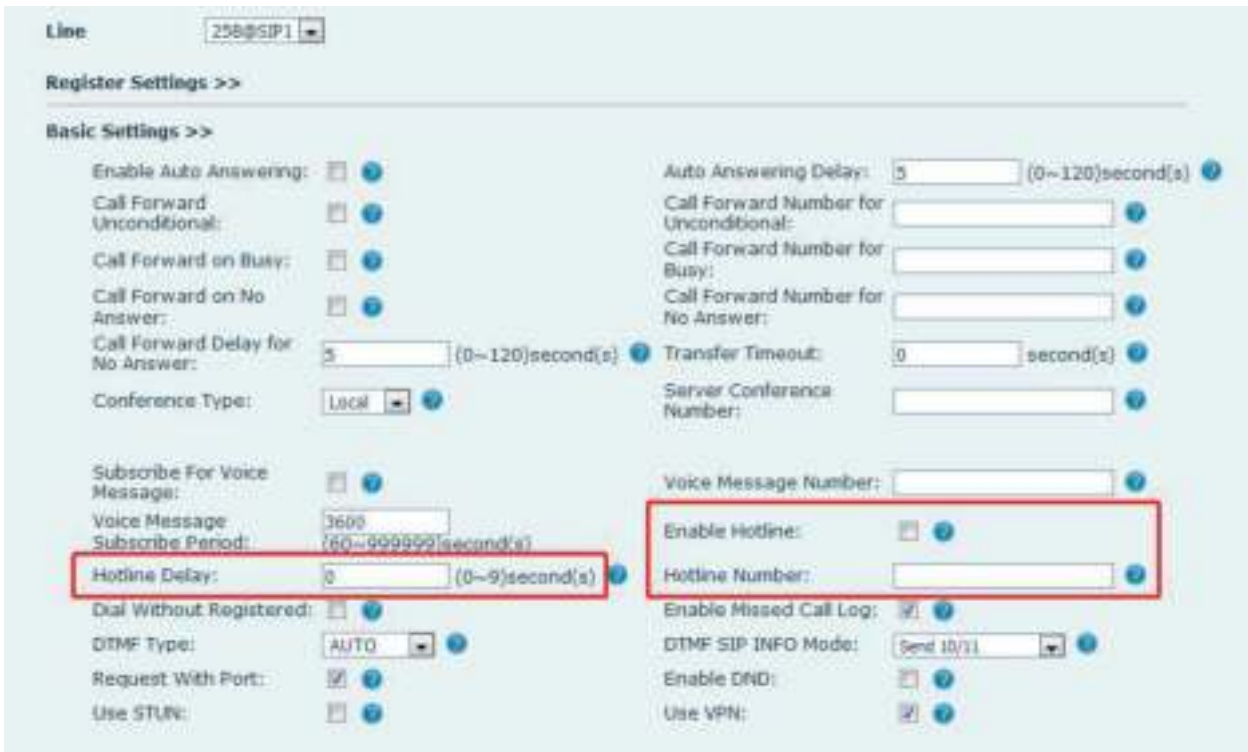 Line 258@SIP1
Register Settings >>
Basic Settings >>
Enable Auto Answering: ? Auto Answering Delay: 5 (0~120)second(s) ?
Call Forward Unconditional: ? Call Forward Number for Unconditional: ?
Call Forward on Busy: ? Call Forward Number for Busy: ?
Call Forward on No Answer: ? Call Forward Number for No Answer: ?
Call Forward Delay for No Answer: 5 (0~120)second(s) ? Transfer Timeout: 0 second(s) ?
Conference Type: Local ? Server Conference Number: ?
Subscribe For Voice Message: ? Voice Message Number: ?
Voice Message Subscribe Period: 3600 (60~999999)second(s) Enable Hotline: ?
Hotline Delay: 0 (0~9)second(s) ? Hotline Number: ?
Dial Without Registered: ? Enable Missed Call Log: ?
DTMF Type: AUTO ? DTMF SIP INFO Mode: Send 10/11 ?
Request With Port: ? Enable DND: ?
Use STUN: ? Use VPN: ?